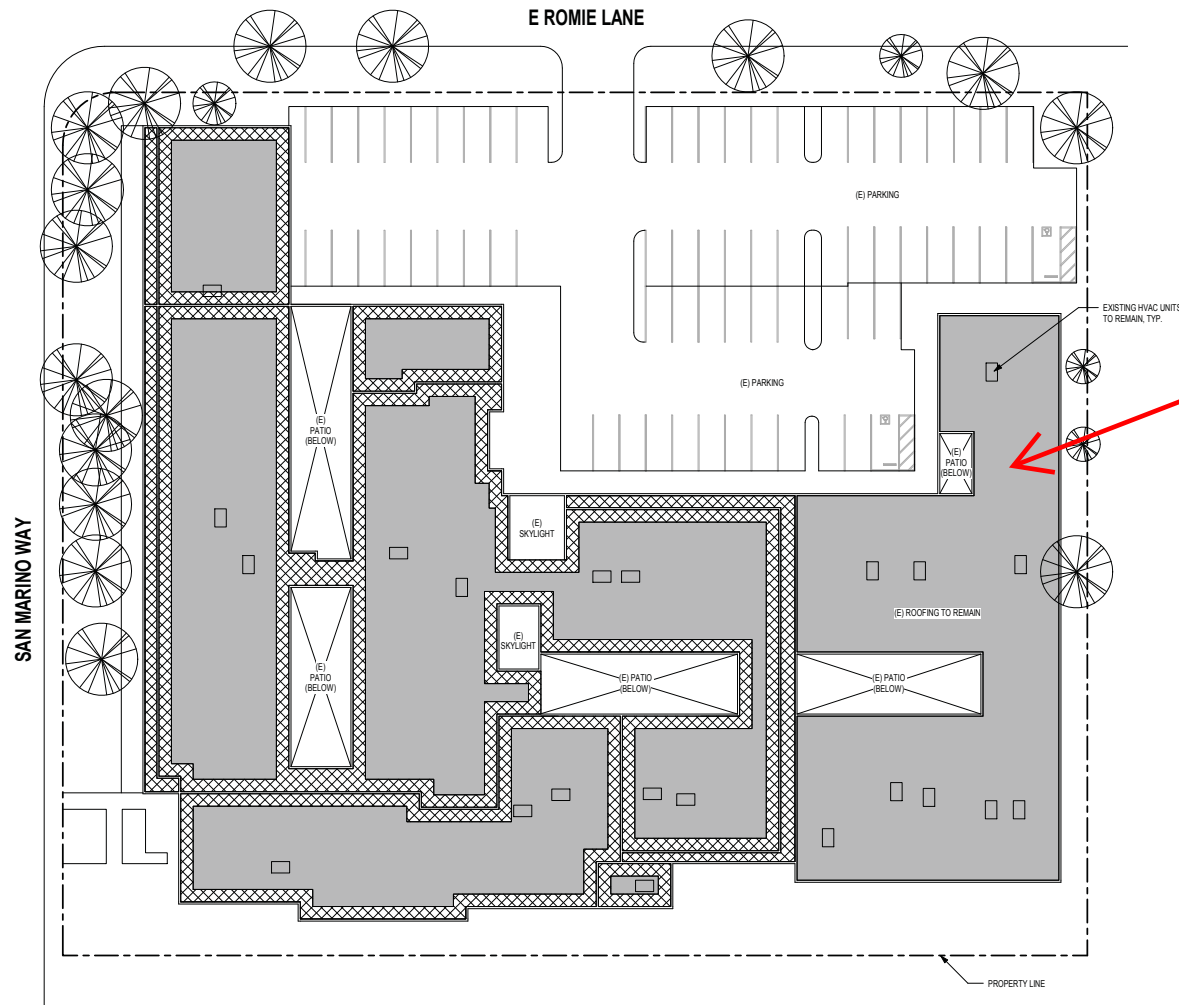 E ROMIE LANE
(E) PARKING
EXISTING HVAC UNITS
TO REMAIN, TYP.
(E) PARKING
(E)
PATIO
(BELOW)
(E)
PATIO
(BELOW)
(E)
SKYLIGHT
SAN MARINO WAY
(E) ROOFING TO REMAIN
(E)
SKYLIGHT
(E)
PATIO
(BELOW)
(E) PATIO
(BELOW)
(E) PATIO
(BELOW)
PROPERTY LINE